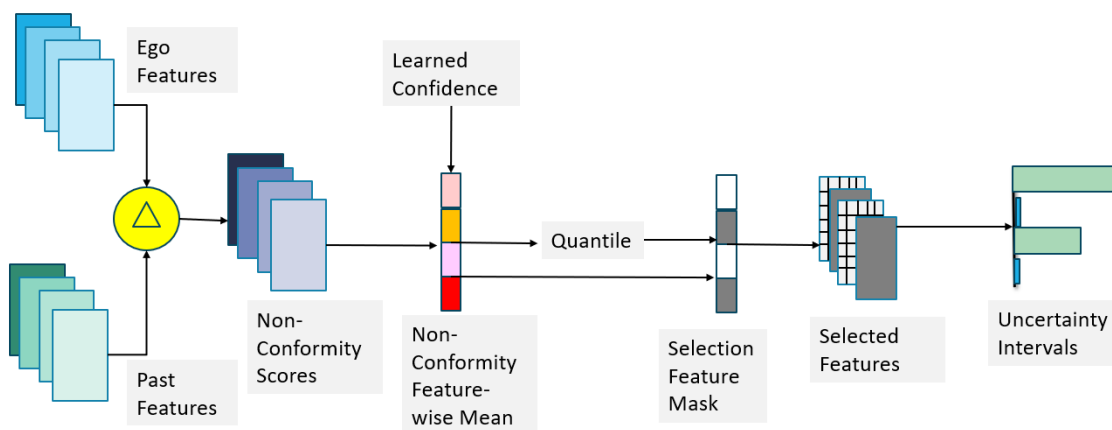 Ego
Features
Learned
Confidence
Quantile
Non-
Conformity
Scores
Non-
Conformity
Feature-
wise Mean
Selection
Feature
Mask
Selected
Features
Uncertainty
Intervals
Past
Features